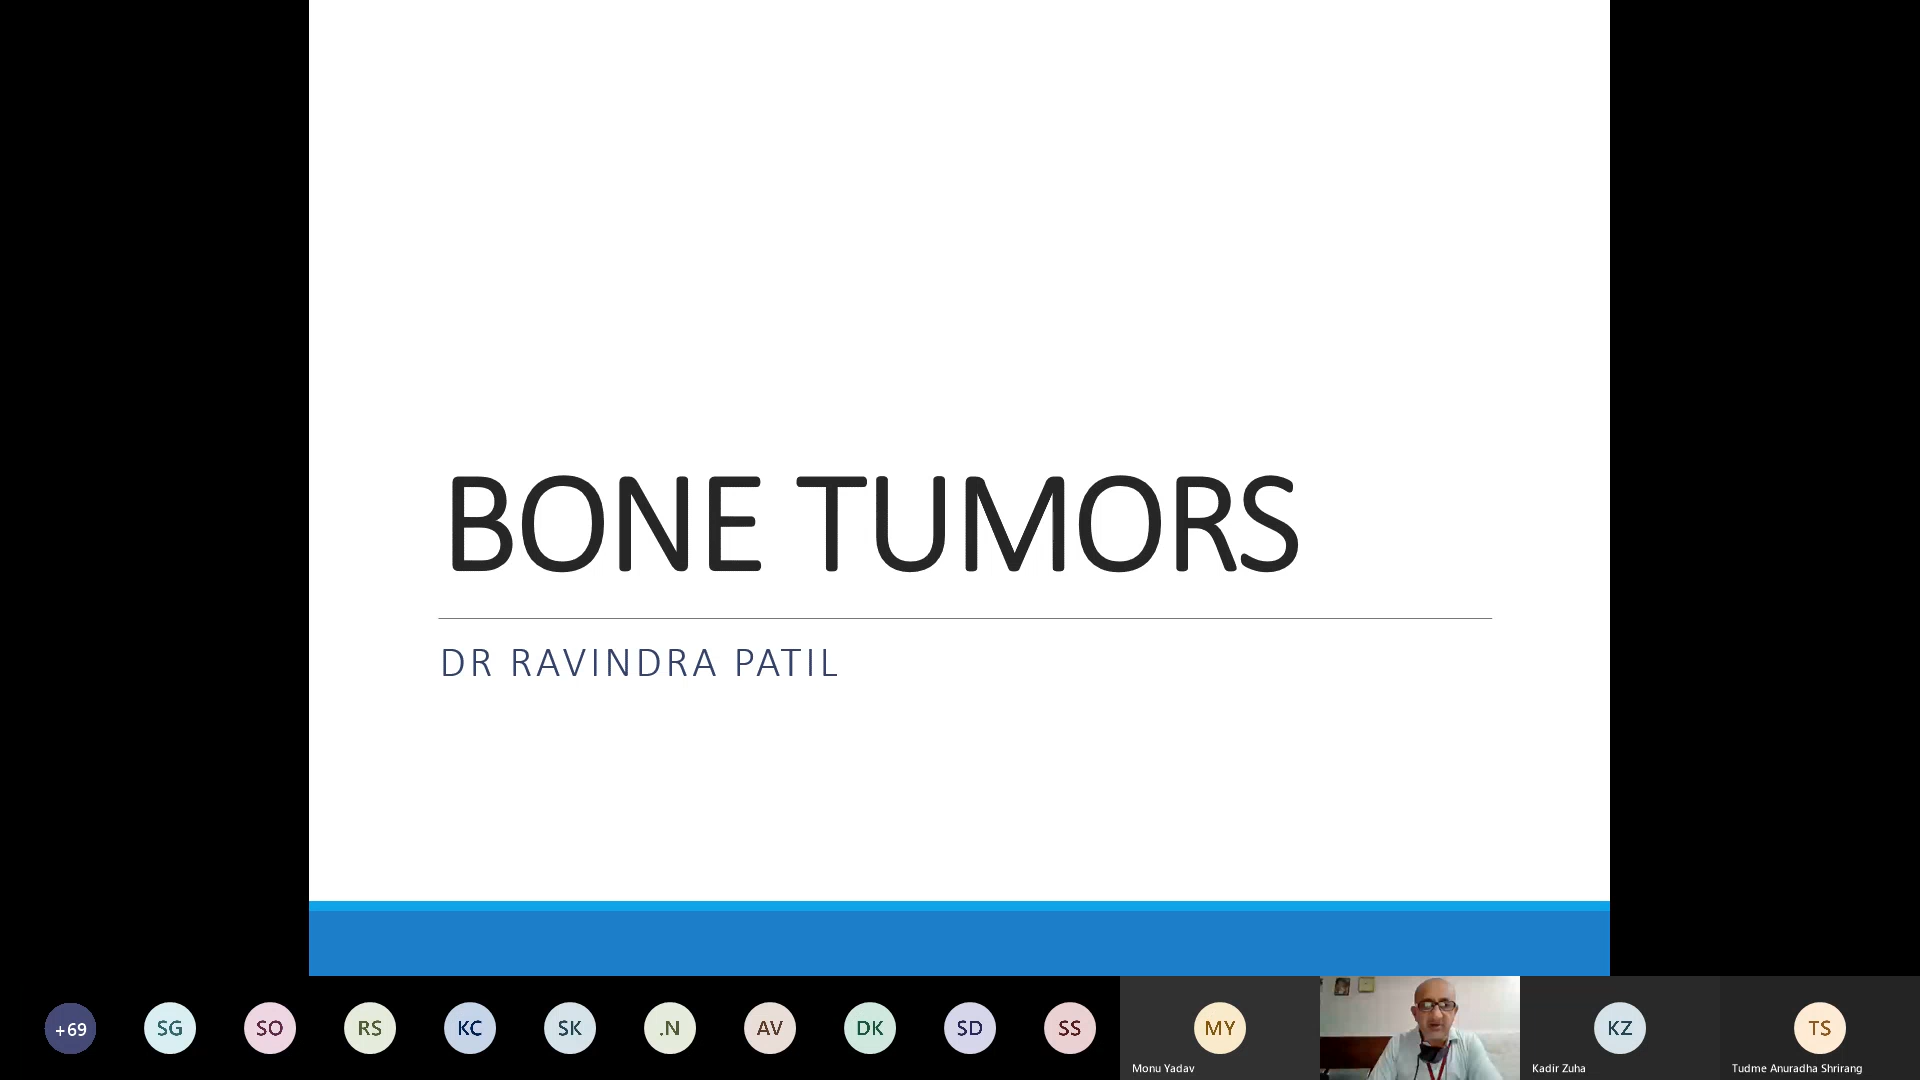 BONE TUMORS
DR RAVINDRA PATIL
+69
SG
SO
RS
KC
SK
.N
AV
DK
SD
SS
MY
Monu Yadav
KZ
Kadir Zuha
TS
Tudme Anuradha Shrirang